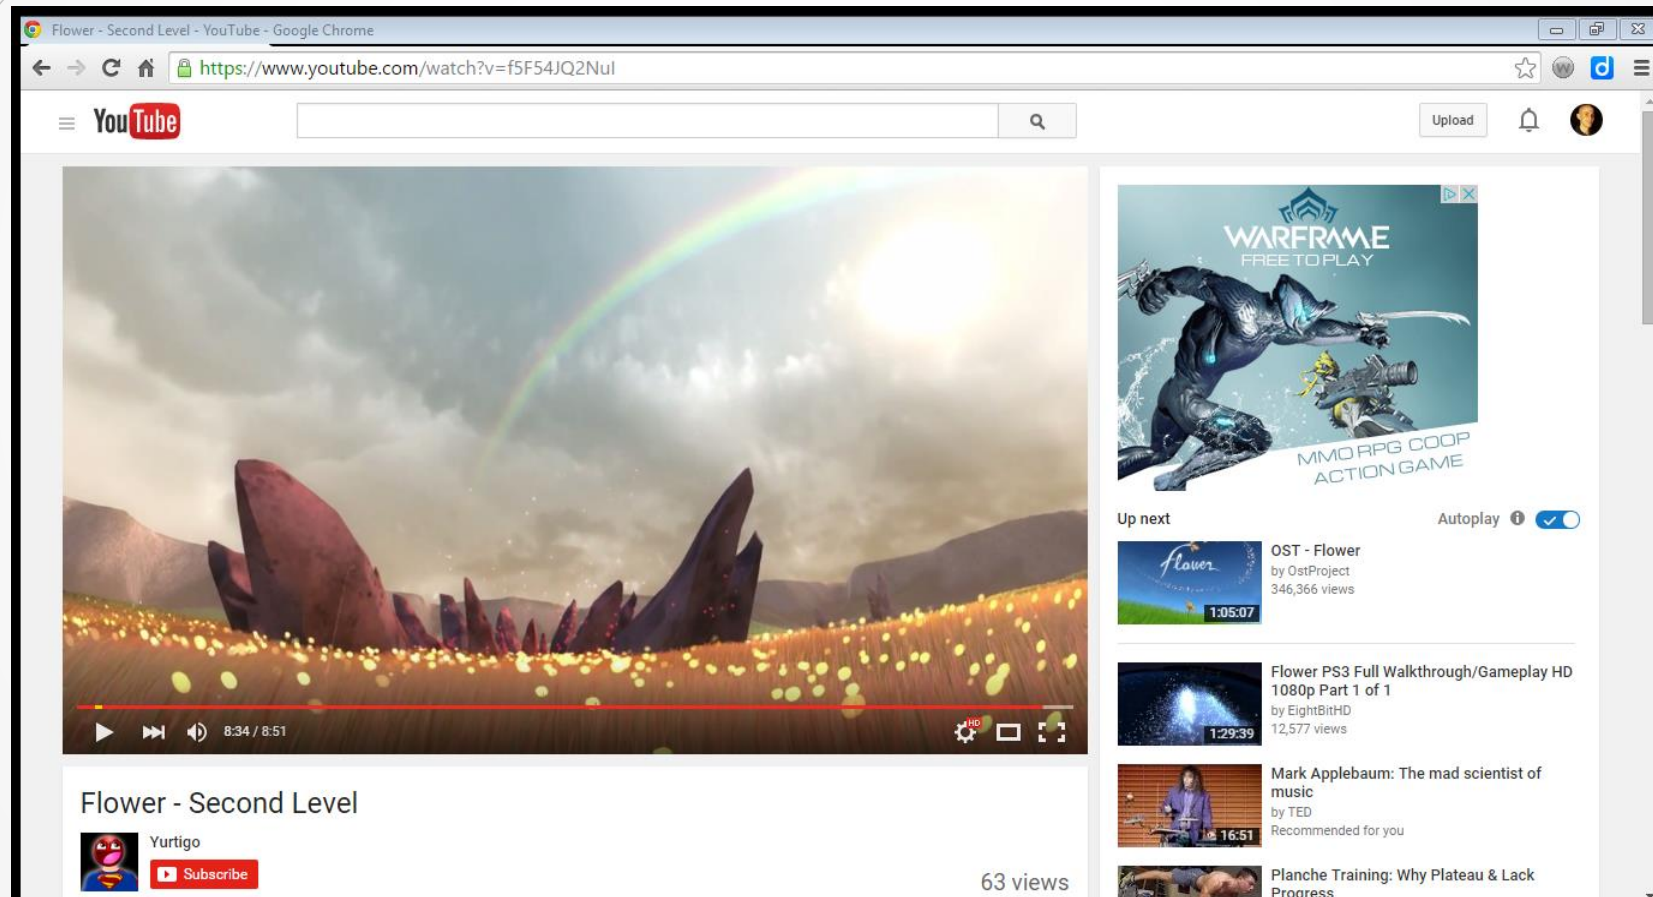 Flower - Second Level - YouTube - Google Chrome
https://www.youtube.com/watch?v=f5F54JQ2NuI
W
d
YouTube
Upload
WARFRAME
FREE TO PLAY
MMO RPG COOP
ACTION GAME
HD
8:34 / 8:51
Flower - Second Level
Yurtigo
Subscribe
63 views
Up next
Autoplay
flower
1:05:07
OST - Flower
by OstProject
346,366 views
1:29:39
Flower PS3 Full Walkthrough/Gameplay HD
1080p Part 1 of 1
by EightBitHD
12,577 views
16:51
Mark Applebaum: The mad scientist of
music
by TED
Recommended for you
Planche Training: Why Plateau & Lack
Progress